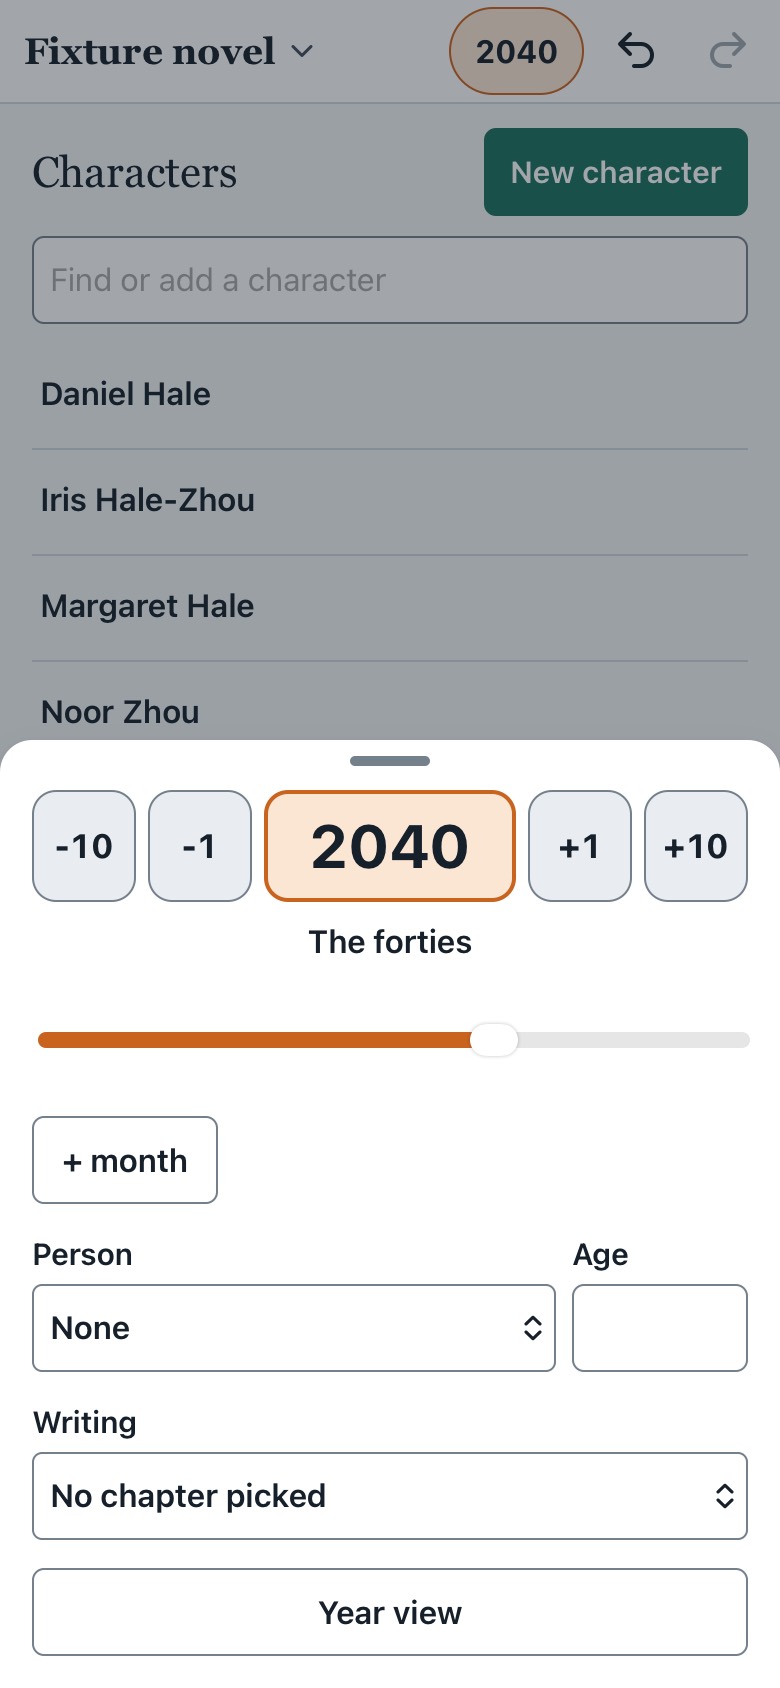 Fixture novel
2040
Characters
New character
Find or add a character
Daniel Hale
Iris Hale-Zhou
Margaret Hale
Noor Zhou
-10
-1
2040
+1
+10
The forties
+ month
Person
Age
None
Writing
No chapter picked
Year view